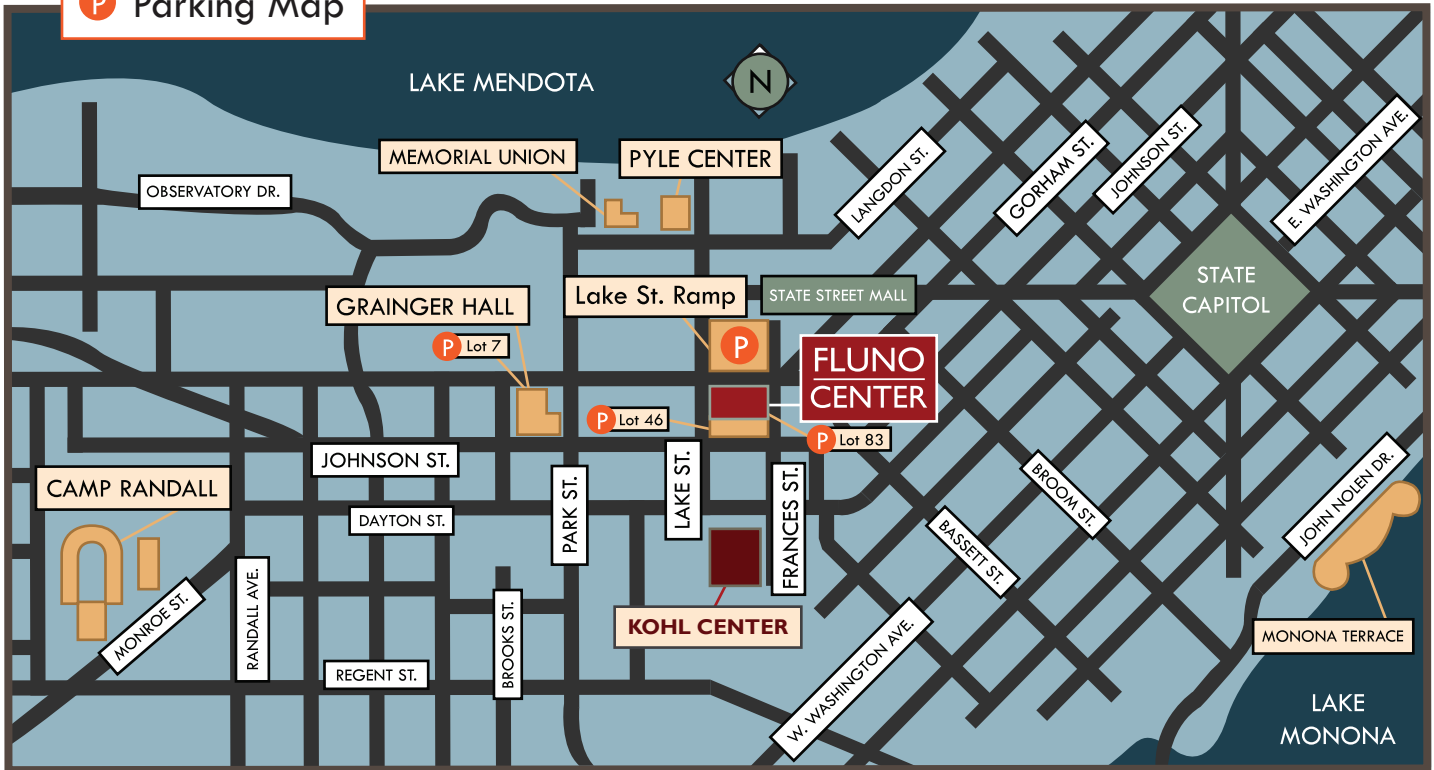 P Parking Map
LAKE MENDOTA
N
MEMORIAL UNION
PYLE CENTER
OBSERVATORY DR.
LANGDON ST.
GORHAM ST.
JOHNSON ST.
E. WASHINGTON AVE.
GRAINGER HALL
Lake St. Ramp
STATE STREET MALL
STATE
CAPITOL
P Lot 7
P
FLUNO
CENTER
P Lot 46
P Lot 83
JOHNSON ST.
CAMP RANDALL
DAYTON ST.
PARK ST.
LAKE ST.
FRANCES ST.
BASSETT ST.
BROOM ST.
JOHN NOLEN DR.
MONROE ST.
RANDALL AVE.
BROOKS ST.
REGENT ST.
KOHL CENTER
W. WASHINGTON AVE.
MONONA TERRACE
LAKE
MONONA